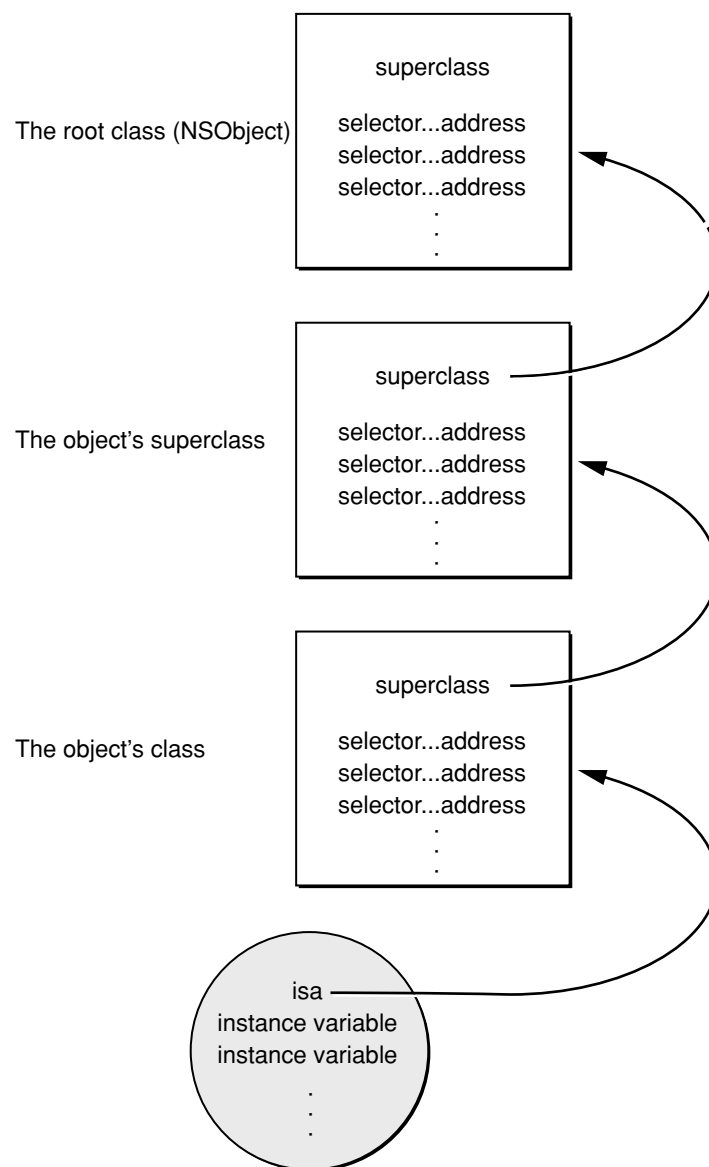 superclass
The root class (NSObject)
selector...address
selector...address
selector...address
.
.
.
superclass
The object's superclass
selector...address
selector...address
selector...address
.
.
.
superclass
The object's class
selector...address
selector...address
selector...address
.
.
.
isa
instance variable
instance variable
.
.
.